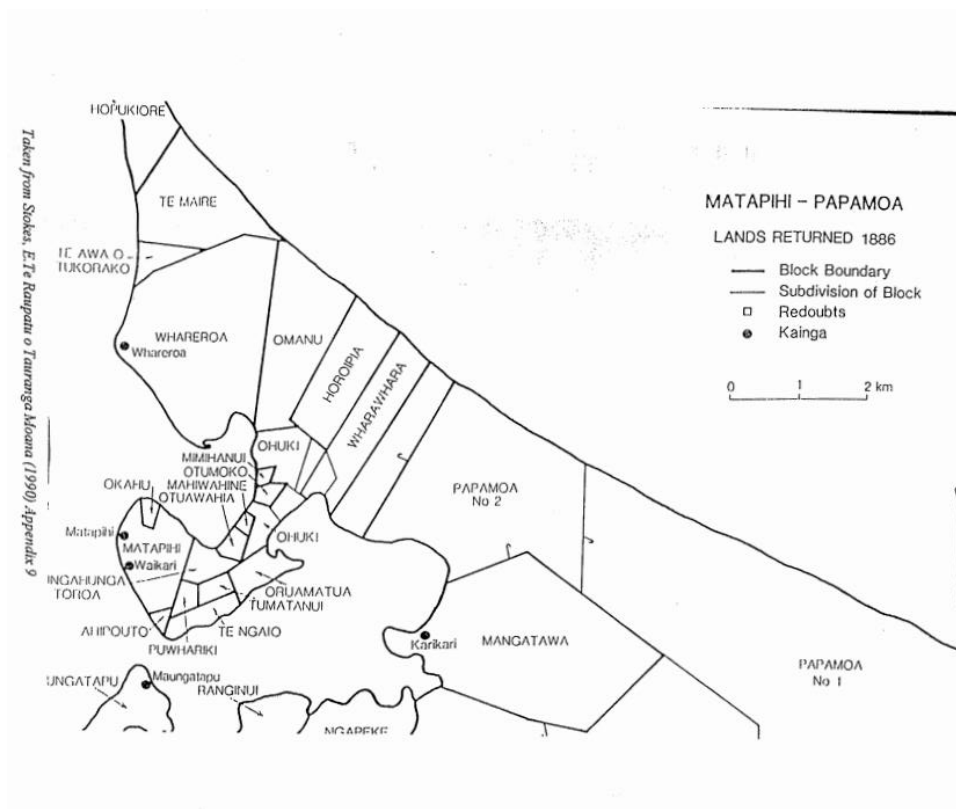 HOPUKIORE
TE MAIRE
TE AWA O
TUKORAKO
WHAREROA
Whareroa
OMANU
HOROIPIA
WHARAWHARA
OHUKI
MIMIHANUI
OTUMOKO
MAHIWAHINE
OTUAWAHIA
OKAHU
Matapihi
MATAPIHI
Waikari
NGAHUNGA
TOROA
OHUKI
ORUAMATUA
TUMATANUI
TE NGAIO
PUWHARIKI
Maungatapu
UNGATAPU
RANGINUI
NGAPEKE
Karikari
MANGATAWA
PAPAMOA
No 2
PAPAMOA
No 1
MATAPIHI - PAPAMOA
LANDS RETURNED 1886
Block Boundary
Subdivision of Block
Redoubts
Kainga
0 1 2 km
Taken from Stokes, E.Te Raupatu o Tauranga Moana (1990) Appendix 9